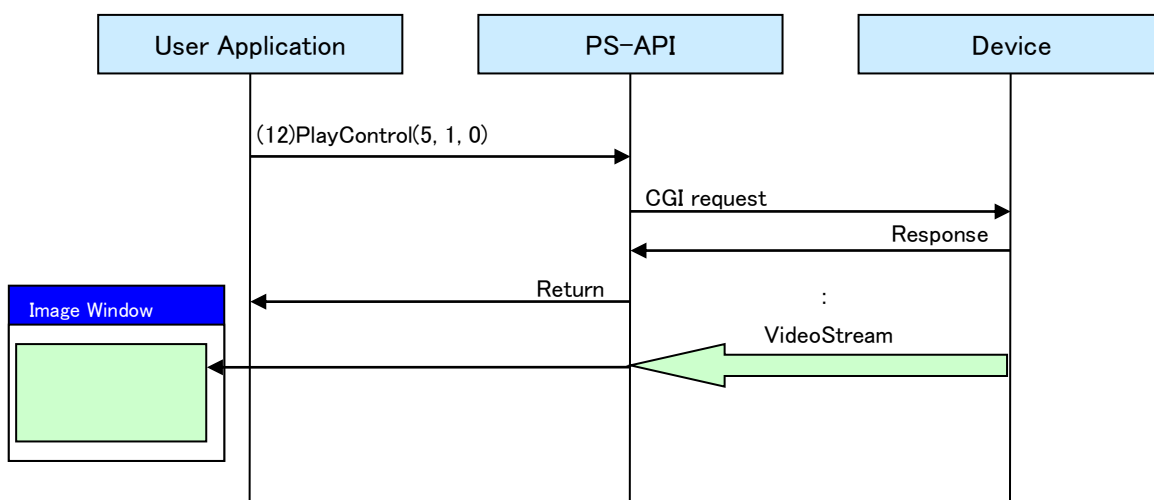 User Application
PS-API
Device
(12)PlayControl(5, 1, 0)
CGI request
Response
Return
:
Image Window
VideoStream